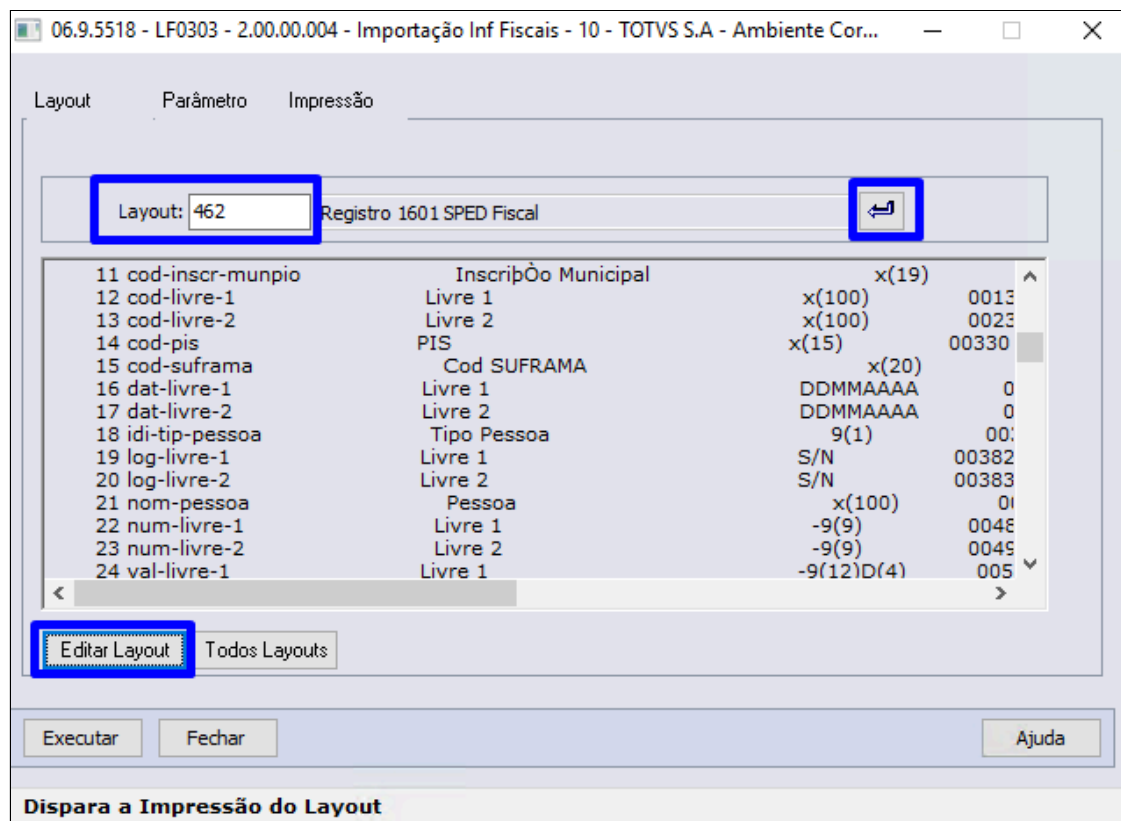 06.9.5518 - LF0303 - 2.00.00.004 - Importação Inf Fiscais - 10 - TOTVS S.A - Ambiente Cor...
Layout Parâmetro Impressão
Layout: 462 Registro 1601 SPED Fiscal
11 cod-inscr-munpio InscriþÒo Municipal x(19)
12 cod-livre-1 Livre 1 x(100) 0013
13 cod-livre-2 Livre 2 x(100) 0023
14 cod-pis PIS x(15) 00330
15 cod-suframa Cod SUFRAMA x(20)
16 dat-livre-1 Livre 1 DDMMAAAA 0
17 dat-livre-2 Livre 2 DDMMAAAA 0
18 idi-tip-pessoa Tipo Pessoa 9(1) 00
19 log-livre-1 Livre 1 S/N 00382
20 log-livre-2 Livre 2 S/N 00383
21 nom-pessoa Pessoa x(100) 0
22 num-livre-1 Livre 1 -9(9) 0048
23 num-livre-2 Livre 2 -9(9) 0049
24 val-livre-1 Livre 1 -9(12)D(4) 005
Editar Layout Todos Layouts
Executar Fechar Ajuda
Dispara a Impressão do Layout